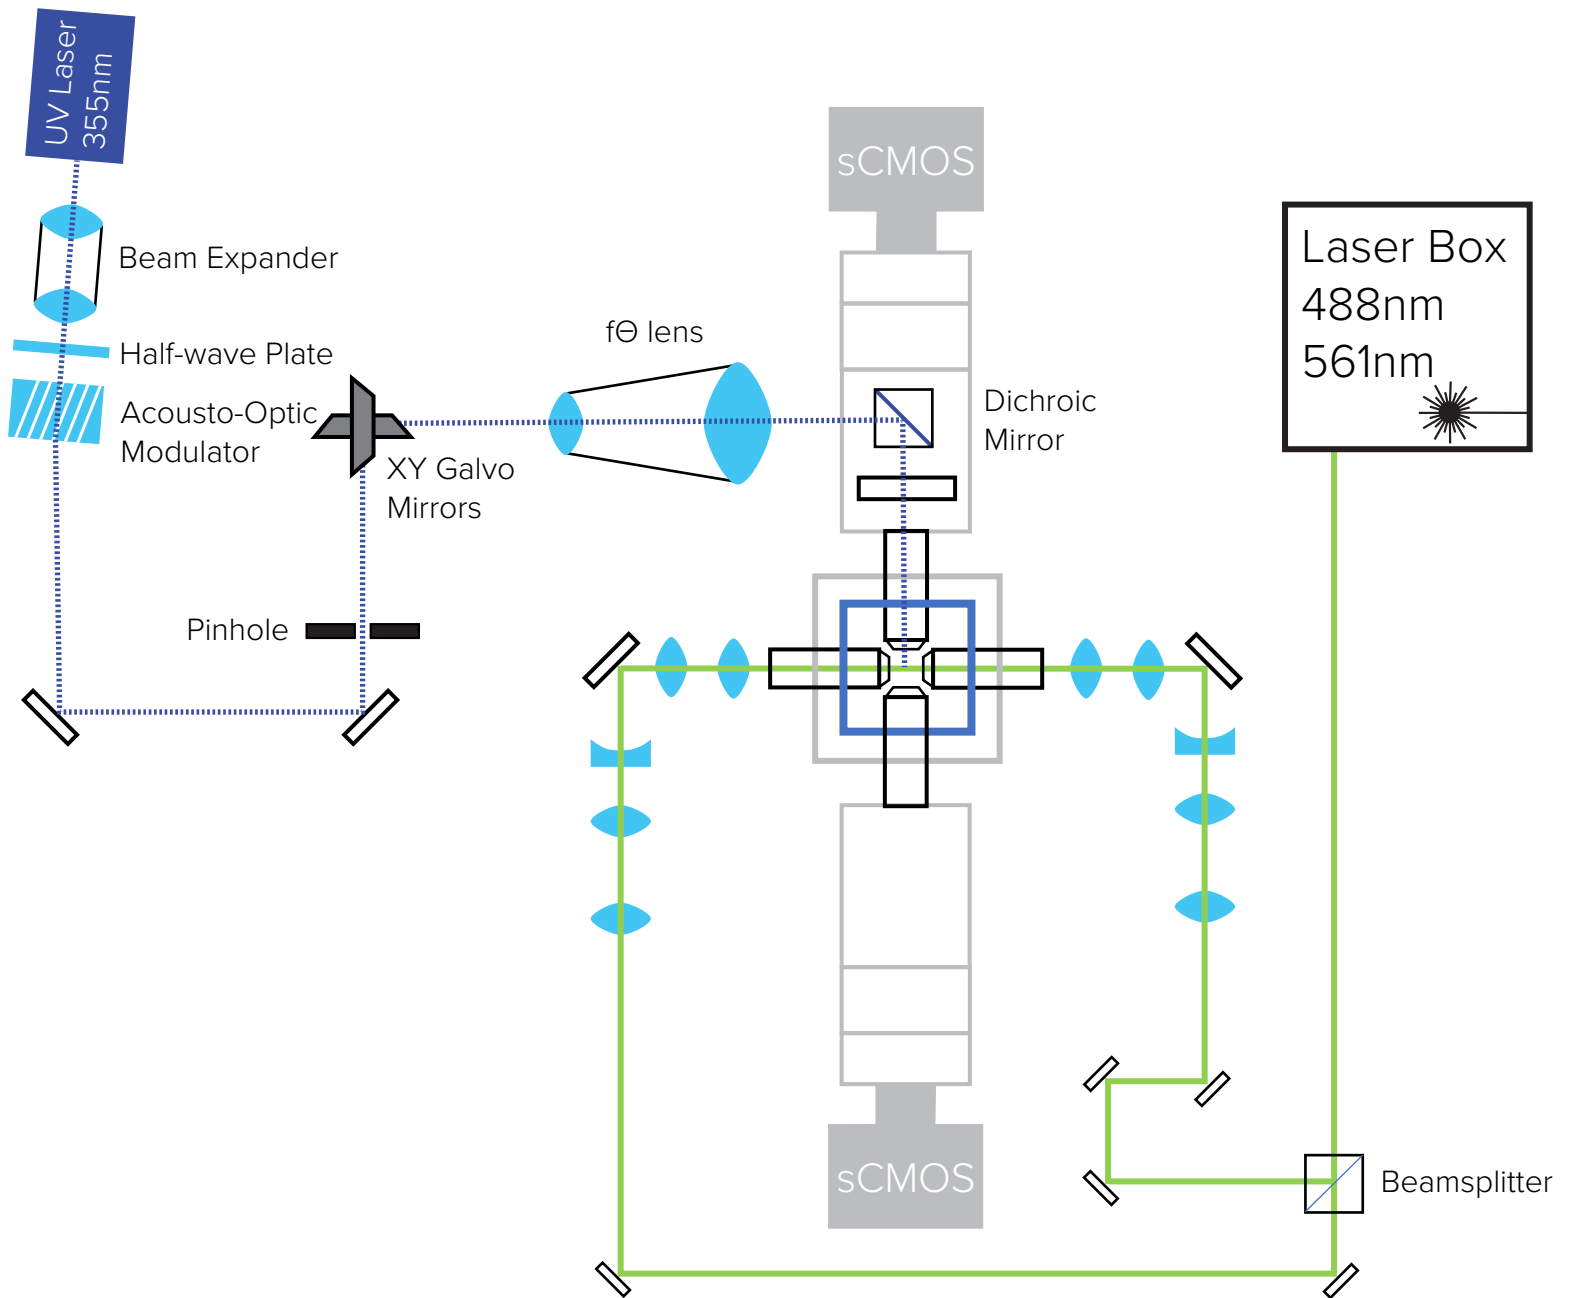 UV Laser
355nm
Beam Expander
Half-wave Plate
Acousto-Optic
Modulator
XY Galvo
Mirrors
Pinhole
fΘ lens
sCMOS
Dichroic
Mirror
Laser Box
488nm
561nm
sCMOS
Beamsplitter